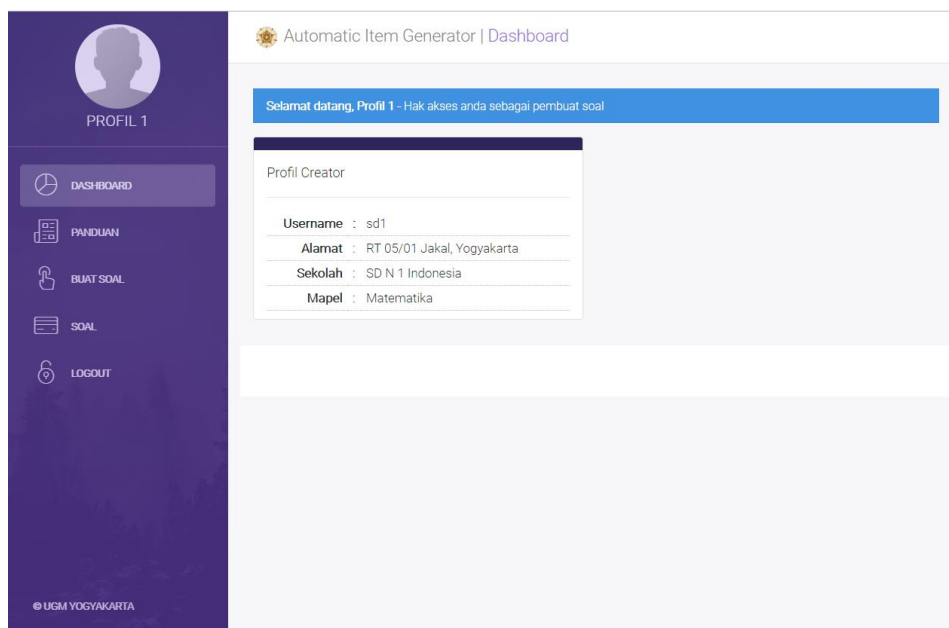 PROFIL 1
DASHBOARD
PANDUAN
BUAT SOAL
SOAL
LOGOUT
© UGM YOGYAKARTA
Automatic Item Generator | Dashboard
Selamat datang, Profil 1 - Hak akses anda sebagai pembuat soal
Profil Creator
Username : sd1
Alamat : RT 05/01 Jakal, Yogyakarta
Sekolah : SD N 1 Indonesia
Mapel : Matematika